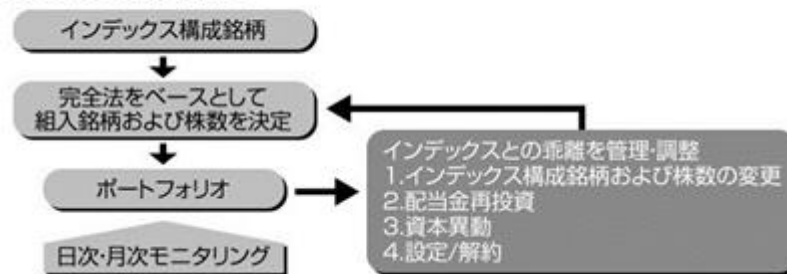 インデックス構成銘柄
完全法をベースとして
組入銘柄および株数を決定
ポートフォリオ
日次・月次モニタリング
インデックスとの乖離を管理・調整
1.インデックス構成銘柄および株数の変更
2.配当金再投資
3.資本異動
4.設定/解約